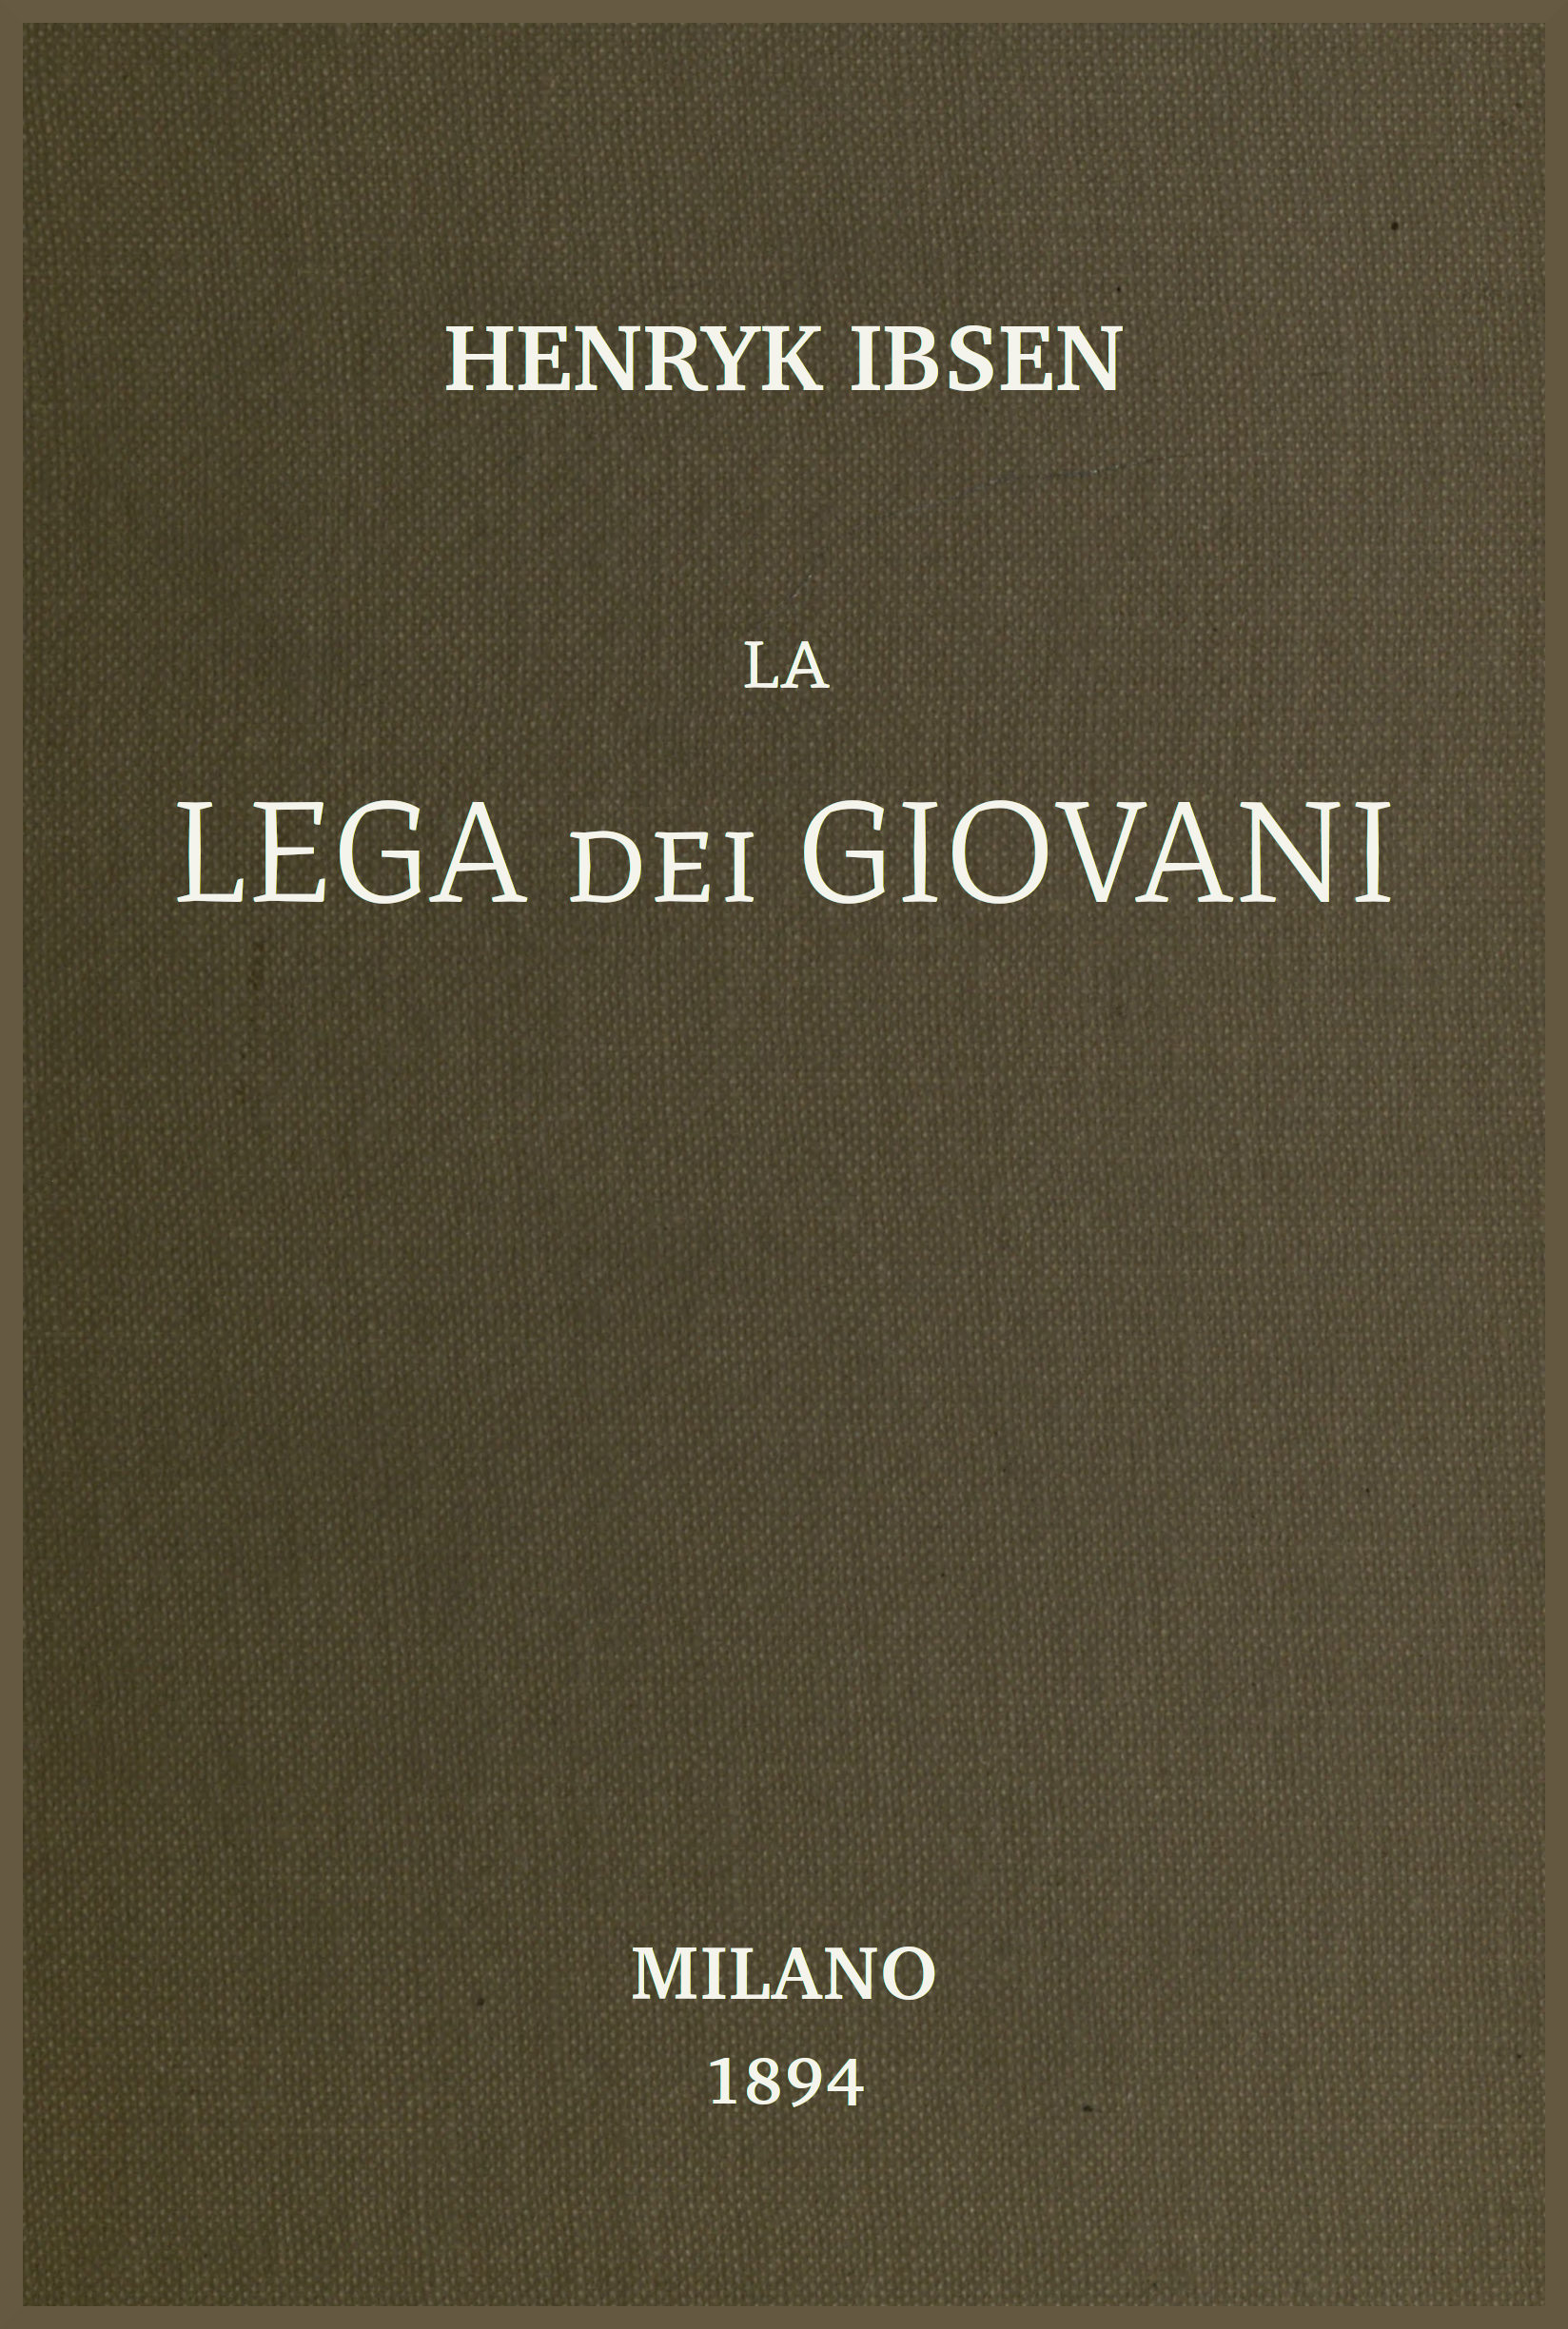 HENRYK IBSEN
LA
LEGA DEI GIOVANI
MILANO
1894